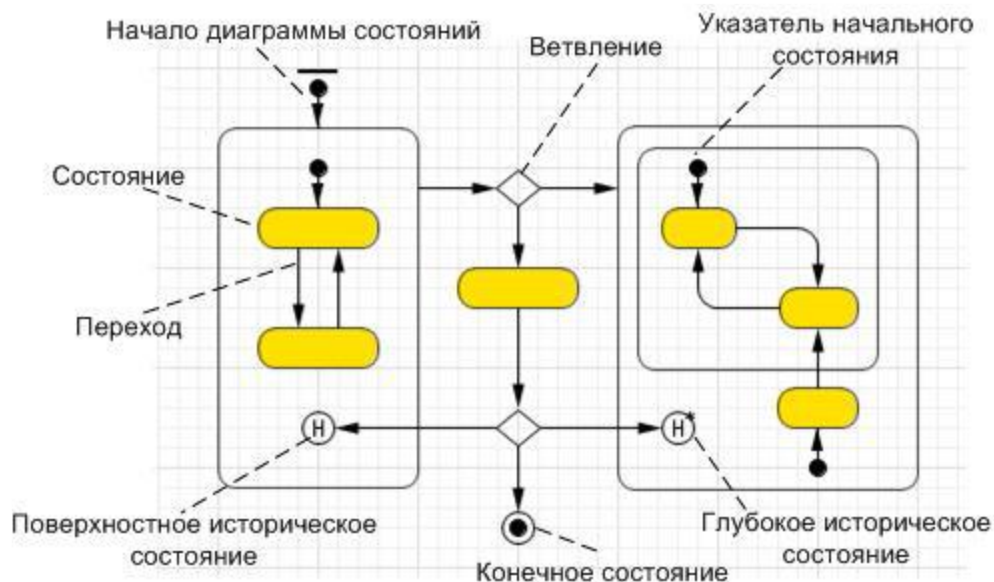 Начало диаграммы состояний
Ветвление
Указатель начального
состояния
Состояние
Переход
H
H*
Поверхностное историческое
состояние
Глубокое историческое
состояние
Конечное состояние